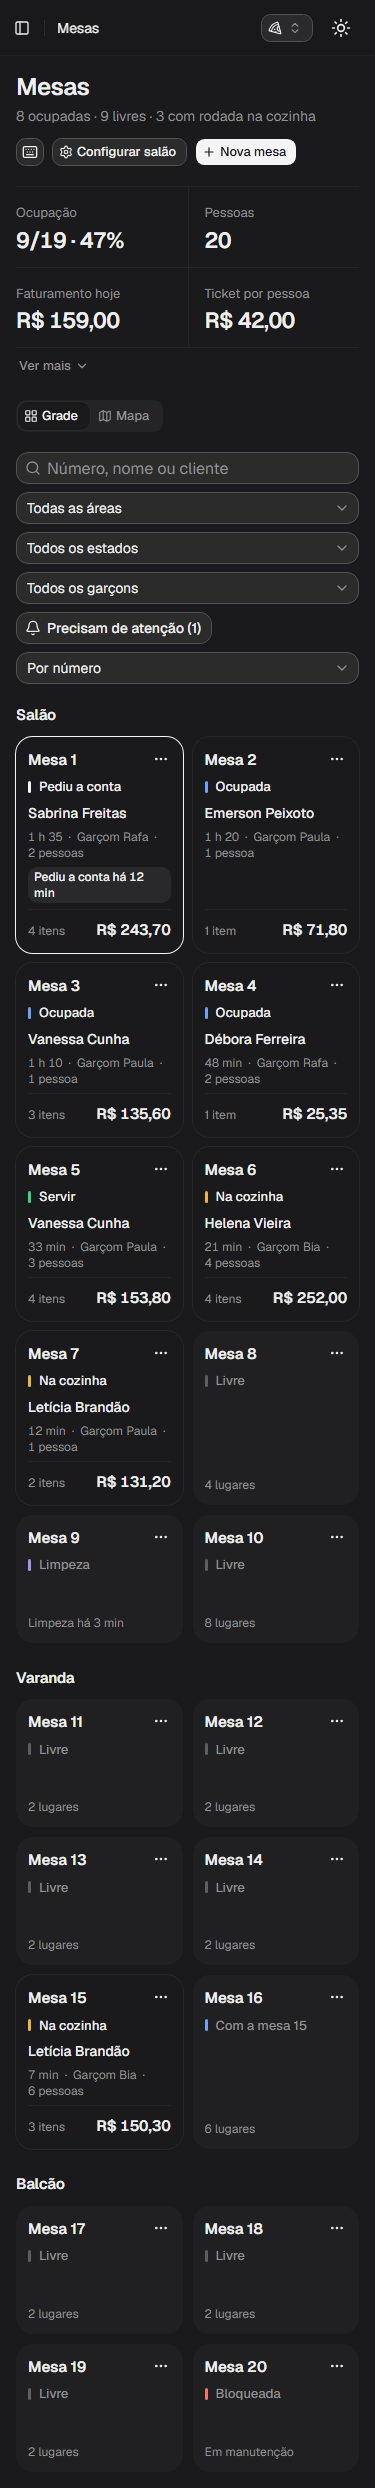 Mesas
Mesas
8 ocupadas · 9 livres · 3 com rodada na cozinha
Configurar salão
Nova mesa
Ocupação
9/19 · 47%
Pessoas
20
Faturamento hoje
R$ 159,00
Ticket por pessoa
R$ 42,00
Ver mais
Grade
Mapa
Número, nome ou cliente
Todas as áreas
Todos os estados
Todos os garçons
Precisam de atenção (1)
Por número
Salão
Mesa 1
Pediu a conta
Sabrina Freitas
1 h 35 · Garçom Rafa ·
2 pessoas
Pediu a conta há 12
min
4 itens
R$ 243,70
Mesa 2
Ocupada
Emerson Peixoto
1 h 20 · Garçom Paula ·
1 pessoa
1 item
R$ 71,80
Mesa 3
Ocupada
Vanessa Cunha
1 h 10 · Garçom Paula ·
1 pessoa
3 itens
R$ 135,60
Mesa 4
Ocupada
Débora Ferreira
48 min · Garçom Rafa ·
2 pessoas
1 item
R$ 25,35
Mesa 5
Servir
Vanessa Cunha
33 min · Garçom Paula ·
3 pessoas
4 itens
R$ 153,80
Mesa 6
Na cozinha
Helena Vieira
21 min · Garçom Bia ·
4 pessoas
4 itens
R$ 252,00
Mesa 7
Na cozinha
Letícia Brandão
12 min · Garçom Paula ·
1 pessoa
2 itens
R$ 131,20
Mesa 8
Livre
4 lugares
Mesa 9
Limpeza
Limpeza há 3 min
Mesa 10
Livre
8 lugares
Varanda
Mesa 11
Livre
2 lugares
Mesa 12
Livre
2 lugares
Mesa 13
Livre
2 lugares
Mesa 14
Livre
2 lugares
Mesa 15
Na cozinha
Letícia Brandão
7 min · Garçom Bia ·
6 pessoas
3 itens
R$ 150,30
Mesa 16
Com a mesa 15
6 lugares
Balcão
Mesa 17
Livre
2 lugares
Mesa 18
Livre
2 lugares
Mesa 19
Livre
2 lugares
Mesa 20
Bloqueada
Em manutenção